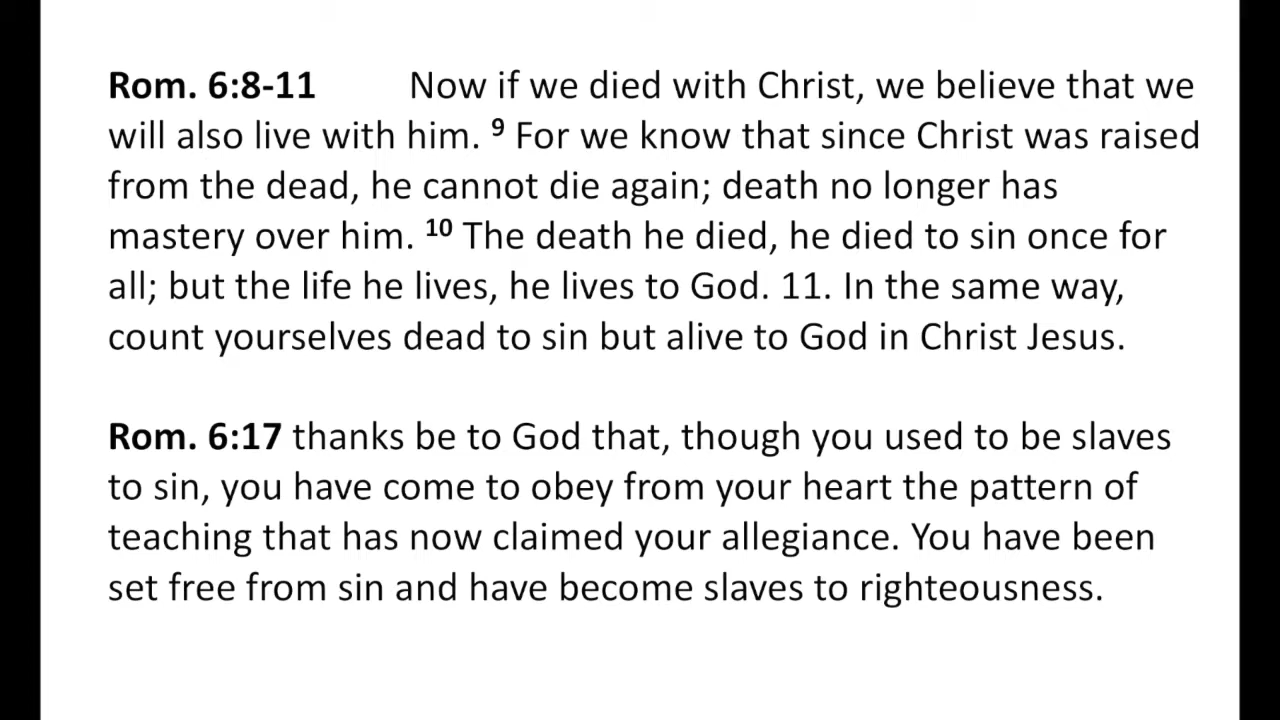 Rom. 6:8-11 Now if we died with Christ, we believe that we
will also live with him. 9 For we know that since Christ was raised
from the dead, he cannot die again; death no longer has
mastery over him. 10 The death he died, he died to sin once for
all; but the life he lives, he lives to God. 11. In the same way,
count yourselves dead to sin but alive to God in Christ Jesus.
Rom. 6:17 thanks be to God that, though you used to be slaves
to sin, you have come to obey from your heart the pattern of
teaching that has now claimed your allegiance. You have been
set free from sin and have become slaves to righteousness.